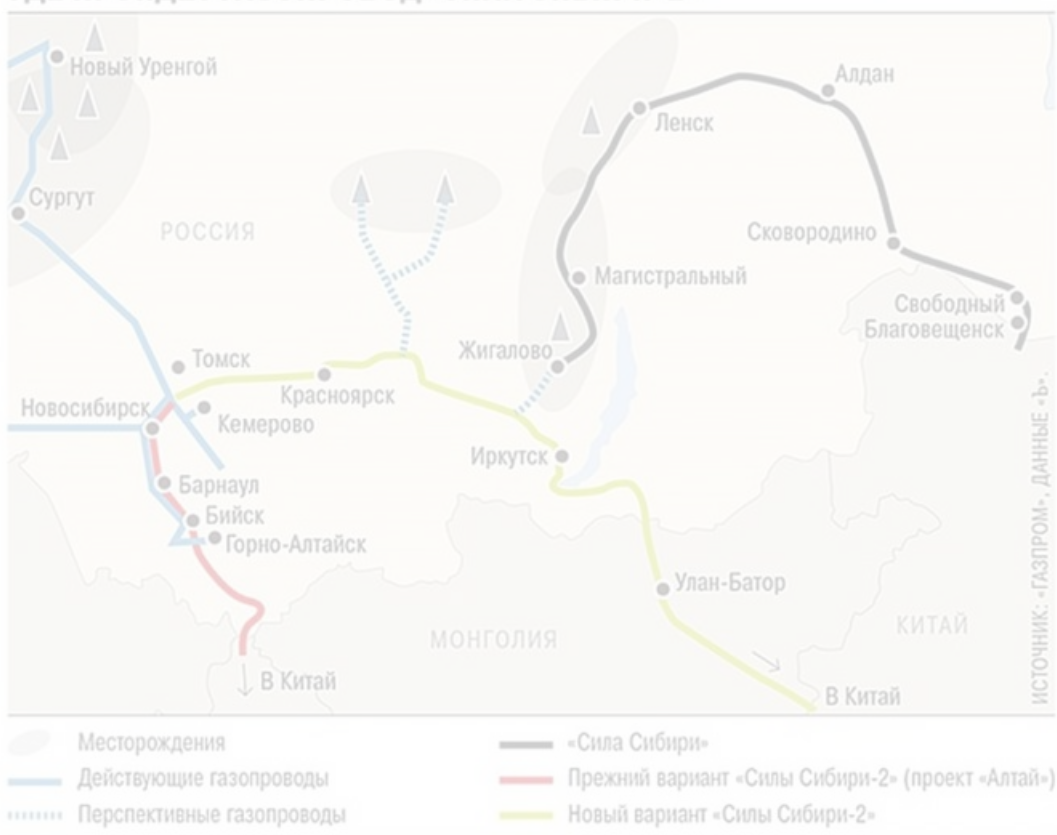 Новый Уренгой
Алдан
Ленск
Сургут
РОССИЯ
Сковородино
Магистральный
Свободный
Благовещенск
Жигалово
Томск
Красноярск
Новосибирск
Кемерово
Иркутск
Барнаул
Бийск
Горно-Алтайск
Улан-Батор
КИТАЙ
МОНГОЛИЯ
В Китай
В Китай
ИСТОЧНИК: «ГАЗПРОМ», ДАННЫЕ «Ъ».
Месторождения
Действующие газопроводы
Перспективные газопроводы
«Сила Сибири»
Прежний вариант «Силы Сибири-2» (проект «Алтай»)
Новый вариант «Силы Сибири-2»